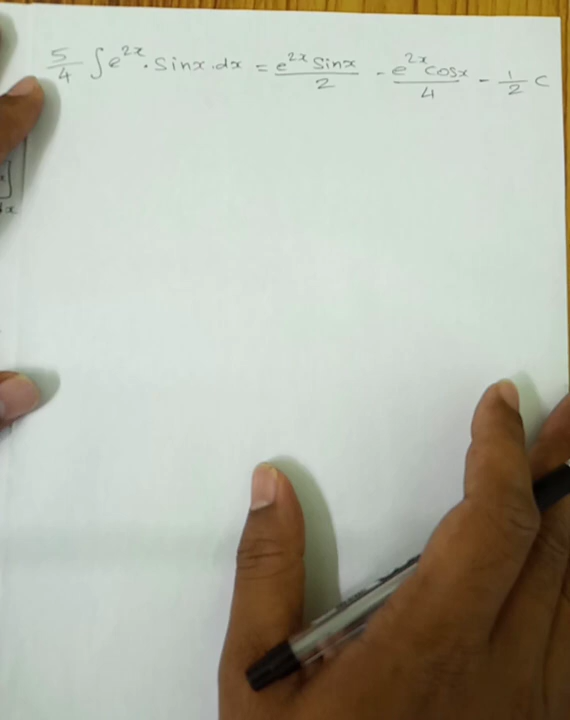 5/4 ∫e^2x . Sinx.dx = e^2x Sinx/2 - e^2x Cosx/4 - 1/2 C